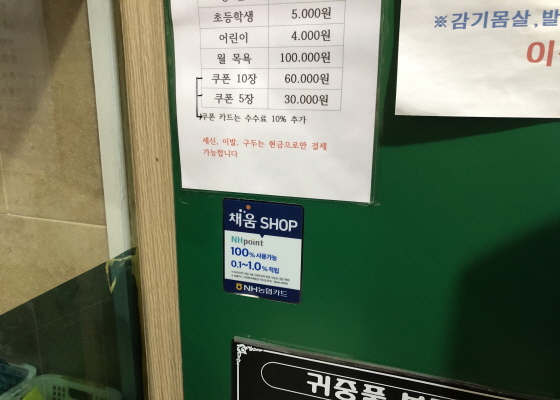 초등학생 5.000원
어린이 4.000원
월 목욕 100.000원
쿠폰 10장 60.000원
쿠폰 5장 30.000원
쿠폰 카드는 수수료 10% 추가
세신, 이발, 구두는 현금으로만 결제
가능합니다
※감기몸살,발
이
채움 SHOP
NHpoint
100% 사용가능
0.1~1.0% 적립
NH농협카드
귀중품 보